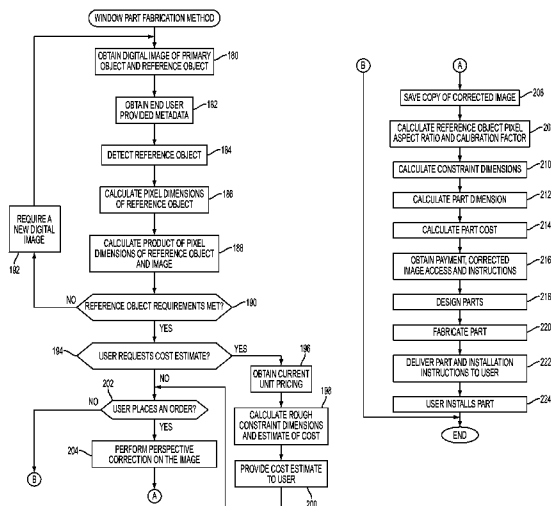 WINDOW PART FABRICATION METHOD
OBTAIN DIGITAL IMAGE OF PRIMARY
OBJECT AND REFERENCE OBJECT
180
OBTAIN END USER
PROVIDED METADATA
182
DETECT REFERENCE OBJECT
184
CALCULATE PIXEL DIMENSIONS
OF REFERENCE OBJECT
186
CALCULATE PRODUCT OF PIXEL
DIMENSIONS OF REFERENCE OBJECT
AND IMAGE
188
REQUIRE A
NEW DIGITAL
IMAGE
192
NO
REFERENCE OBJECT REQUIREMENTS MET?
190
YES
194
USER REQUESTS COST ESTIMATE?
YES
196
NO
OBTAIN CURRENT
UNIT PRICING
202
NO
USER PLACES AN ORDER?
YES
198
CALCULATE ROUGH
CONSTRAINT DIMENSIONS
AND ESTIMATE OF COST
204
PERFORM PERSPECTIVE
CORRECTION ON THE IMAGE
PROVIDE COST ESTIMATE
TO USER
200
B
A
B
A
SAVE COPY OF CORRECTED IMAGE
206
CALCULATE REFERENCE OBJECT PIXEL
ASPECT RATIO AND CALIBRATION FACTOR
CALCULATE CONSTRAINT DIMENSIONS
210
CALCULATE PART DIMENSION
212
CALCULATE PART COST
214
OBTAIN PAYMENT, CORRECTED
IMAGE ACCESS AND INSTRUCTIONS
216
DESIGN PARTS
218
FABRICATE PART
220
DELIVER PART AND INSTALLATION
INSTRUCTIONS TO USER
222
USER INSTALLS PART
224
END